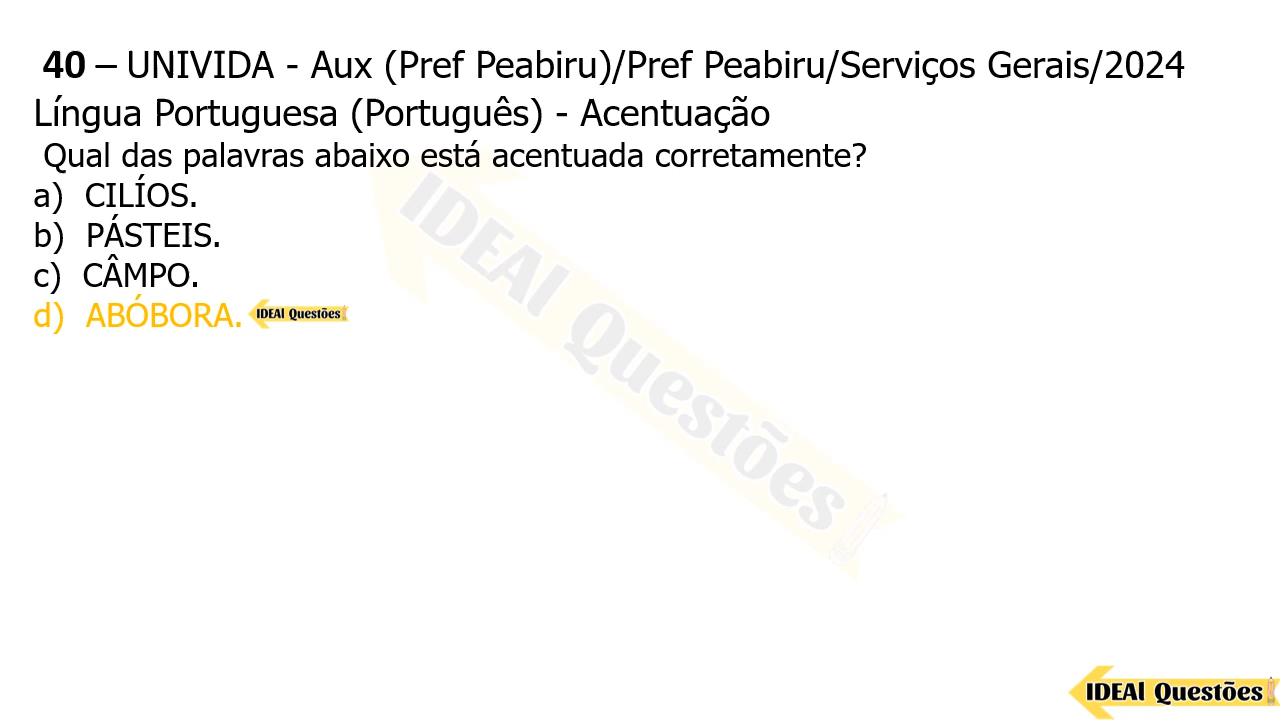 40 – UNIVIDA - Aux (Pref Peabiru)/Pref Peabiru/Serviços Gerais/2024
Língua Portuguesa (Português) - Acentuação
Qual das palavras abaixo está acentuada corretamente?
a) CILÍOS.
b) PÁSTEIS.
c) CÂMPO.
d) ABÓBORA. IDEAl Questões
IDEAl Questões
IDEAl Questões